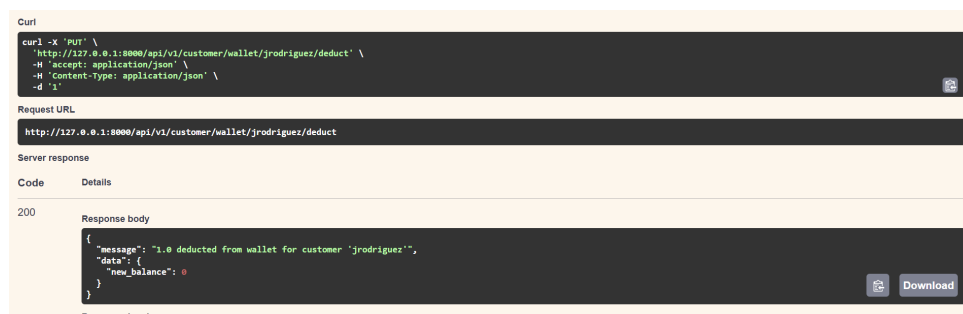 Curl
curl -X 'PUT' \
  'http://127.0.0.1:8000/api/v1/customer/wallet/jrodriguez/deduct' \
  -H 'accept: application/json' \
  -H 'Content-Type: application/json' \
  -d '1'
Request URL
http://127.0.0.1:8000/api/v1/customer/wallet/jrodriguez/deduct
Server response
Code Details
200
Response body
{
  "message": "1.0 deducted from wallet for customer 'jrodriguez'",
  "data": {
    "new_balance": 0
  }
}
Download